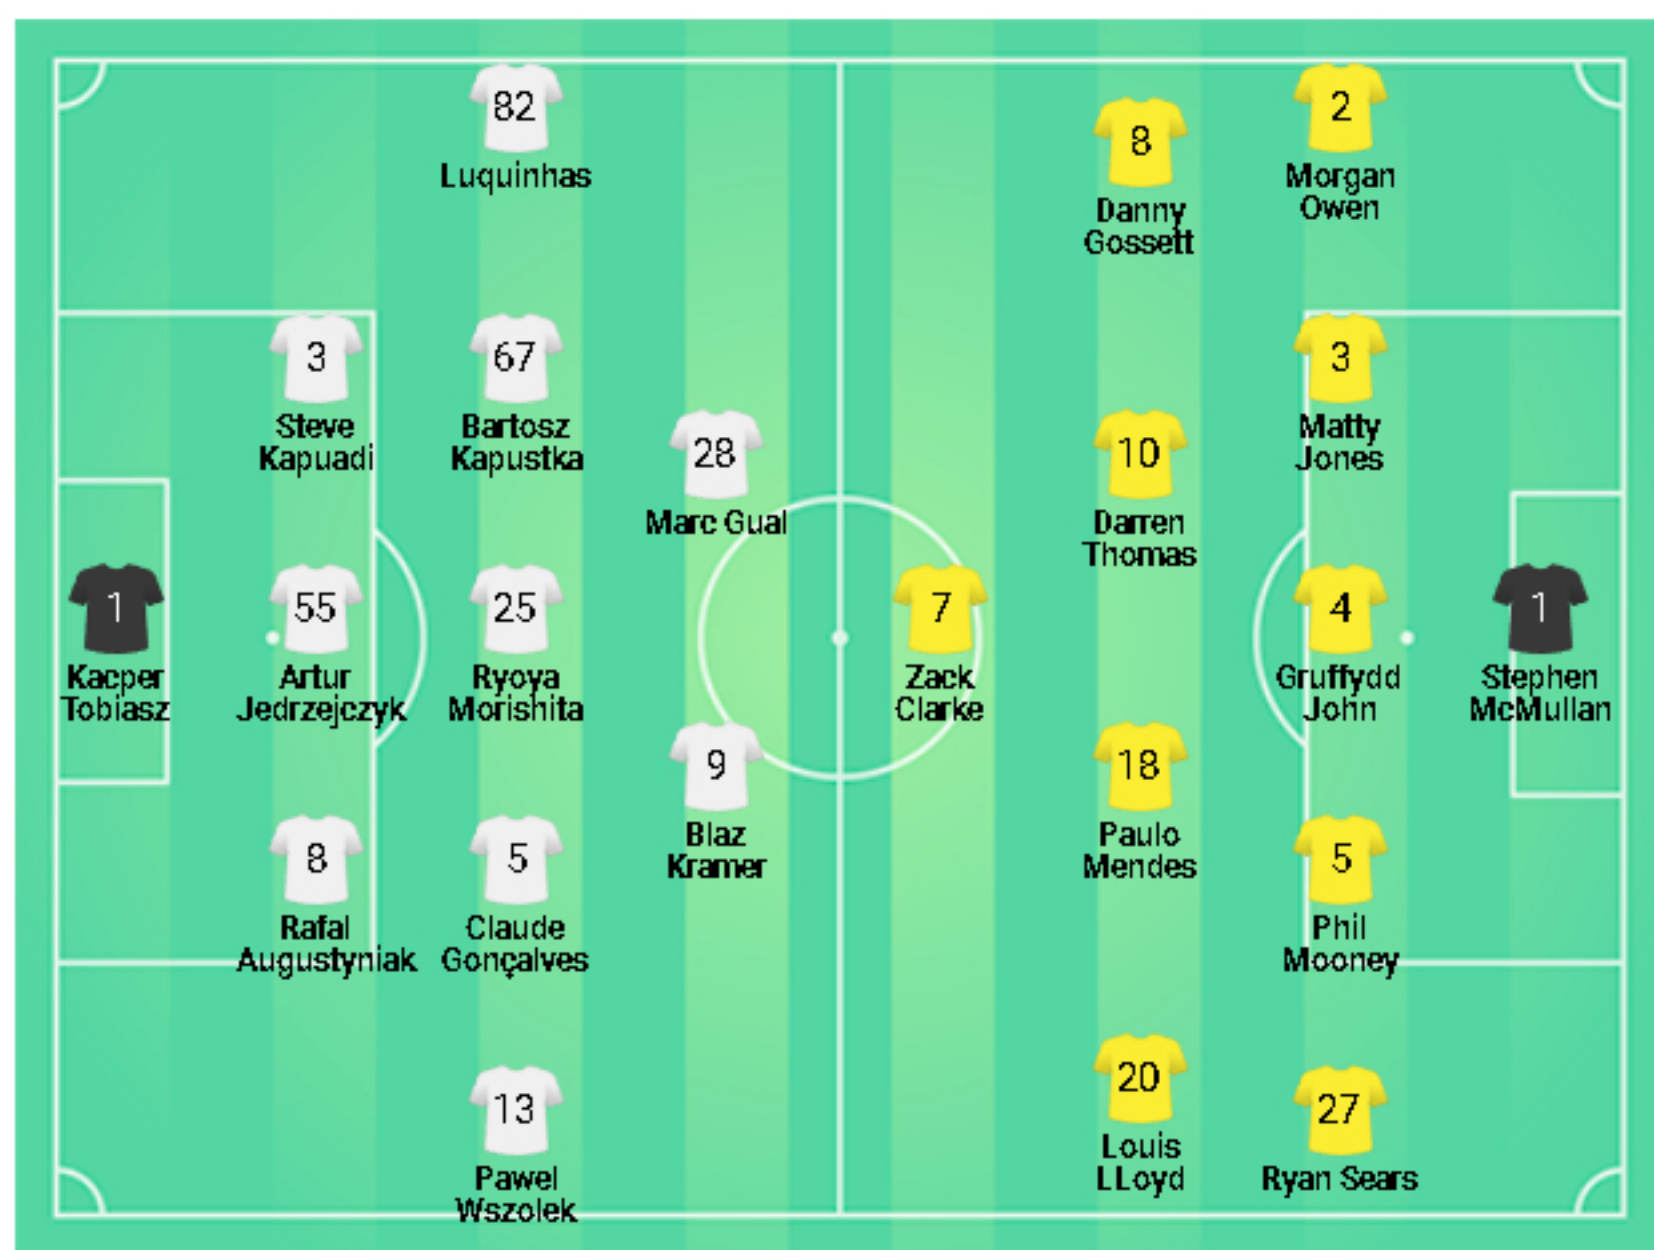 82
Luquinhas
3
Steve
Kapuadi
67
Bartosz
Kapustka
28
Marc Gual
1
Kacper
Tobiasz
55
Artur
Jedrzejczyk
25
Ryoya
Morishita
9
Blaz
Kramer
8
Rafal
Augustyniak
5
Claude
Gonçalves
13
Pawel
Wszolek
8
Danny
Gossett
2
Morgan
Owen
10
Darren
Thomas
3
Matty
Jones
7
Zack
Clarke
4
Gruffydd
John
1
Stephen
McMullan
18
Paulo
Mendes
5
Phil
Mooney
20
Louis
LLoyd
27
Ryan Sears